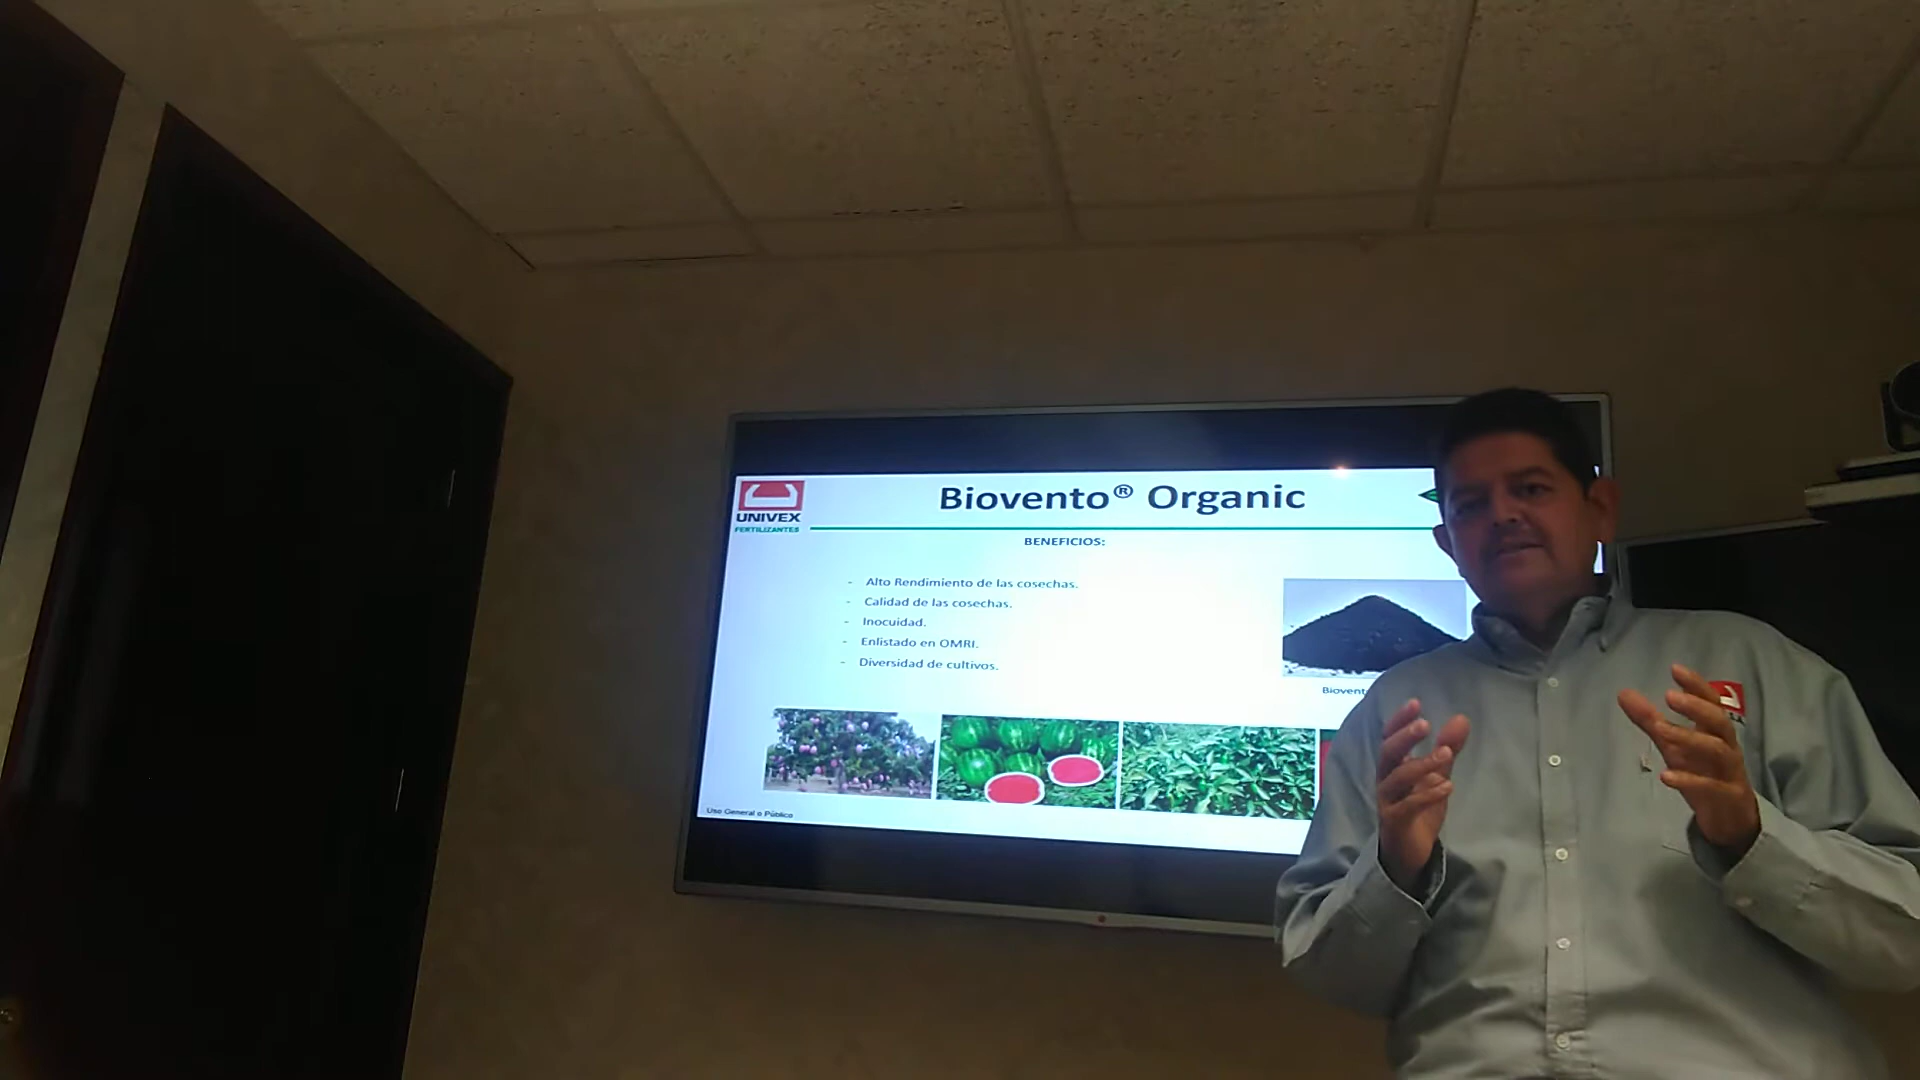 Biovento® Organic
UNIVEX
FERTILIZANTES
BENEFICIOS:
- Alto Rendimiento de las cosechas.
- Calidad de las cosechas.
- Inocuidad.
- Enlistado en OMRI.
- Diversidad de cultivos.
Biovento
Uso General o Público